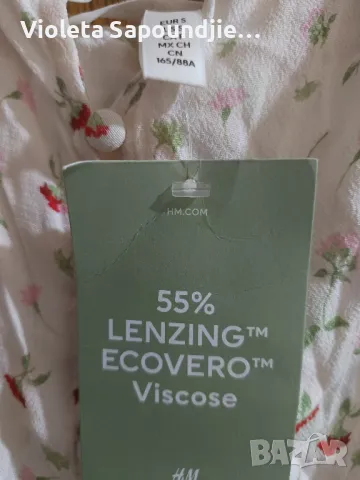 Violeta Sapoundjie...
EUR S
MX CH
CN
165/88A
HM.COM
55%
LENZING™
ECOVERO™
Viscose
H&M
BAZAR